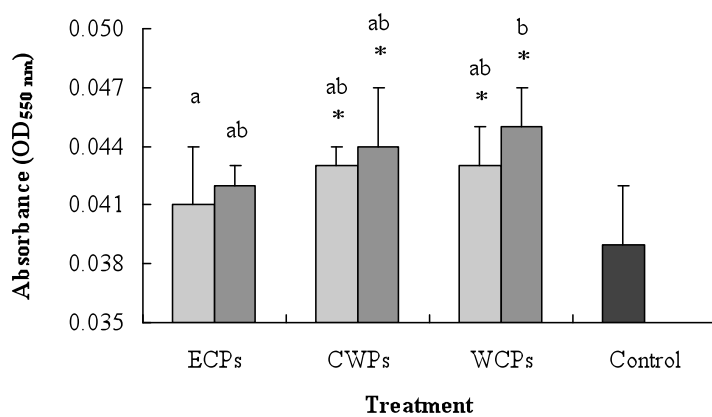 0.050
0.047
0.044
0.041
0.038
0.035
Absorbance (OD550 nm)
a
ab
ab
*
ab
*
ab
*
b
*
ECPs CWPs WCPs Control
Treatment